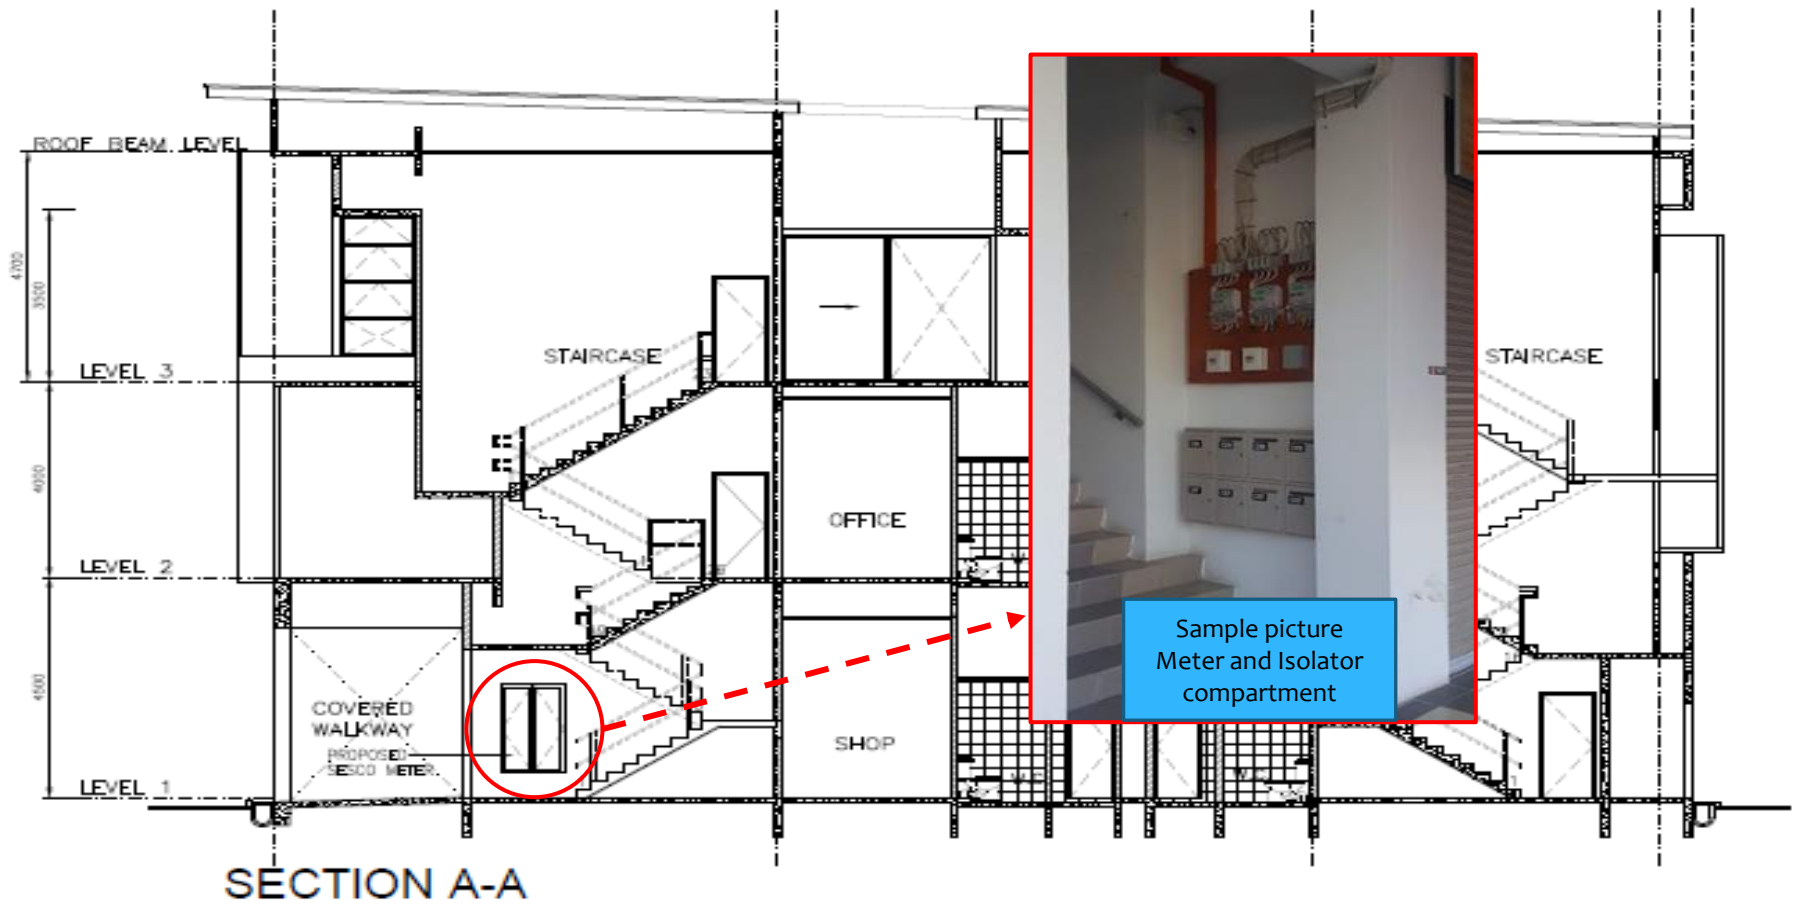 ROOF BEAM LEVEL
4700
3500
STAIRCASE
STAIRCASE
LEVEL 3
4000
OFFICE
LEVEL 2
4500
COVERED
WALKWAY
PROPOSED
SESCO METER
SHOP
W.C
W.C
LEVEL 1
Sample picture
Meter and Isolator
compartment
SECTION A-A